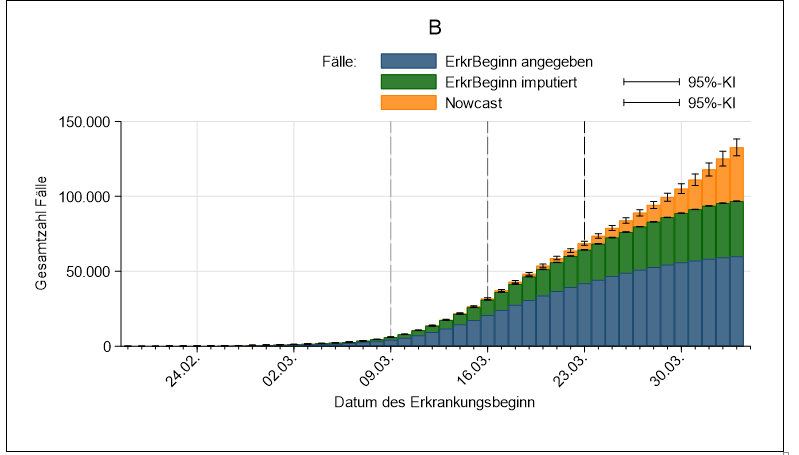 B
Fälle:
ErkrBeginn angegeben
ErkrBeginn imputiert
95%-KI
Nowcast
95%-KI
150.000
100.000
50.000
0
Gesamtzahl Fälle
24.02.
02.03.
09.03.
16.03.
23.03.
30.03.
Datum des Erkrankungsbeginn